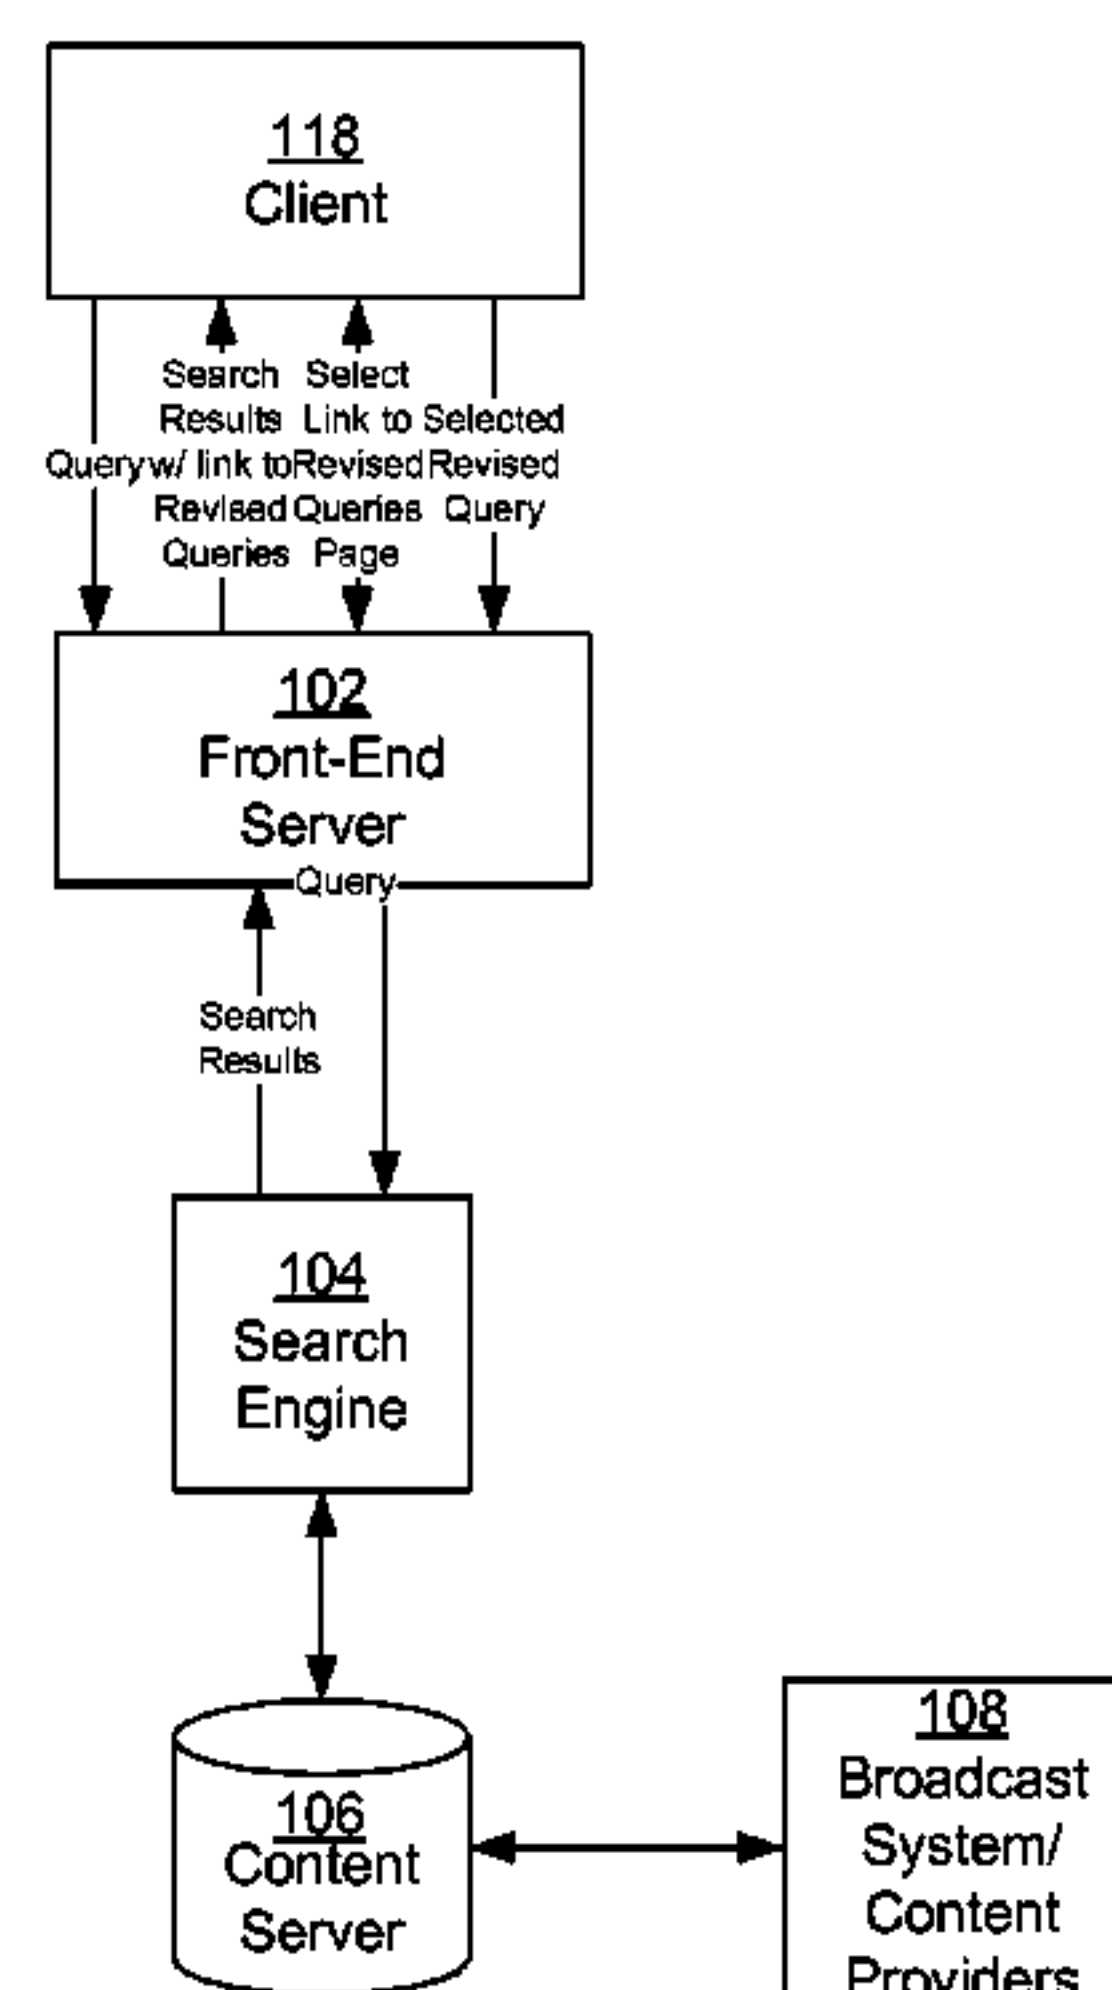 118
Client
Query
Search
Results
w/ link to
Revised
Queries
Select
Link to
Revised
Queries
Page
Selected
Revised
Query
102
Front-End
Server
Query
Search
Results
104
Search
Engine
106
Content
Server
108
Broadcast
System/
Content
Providers